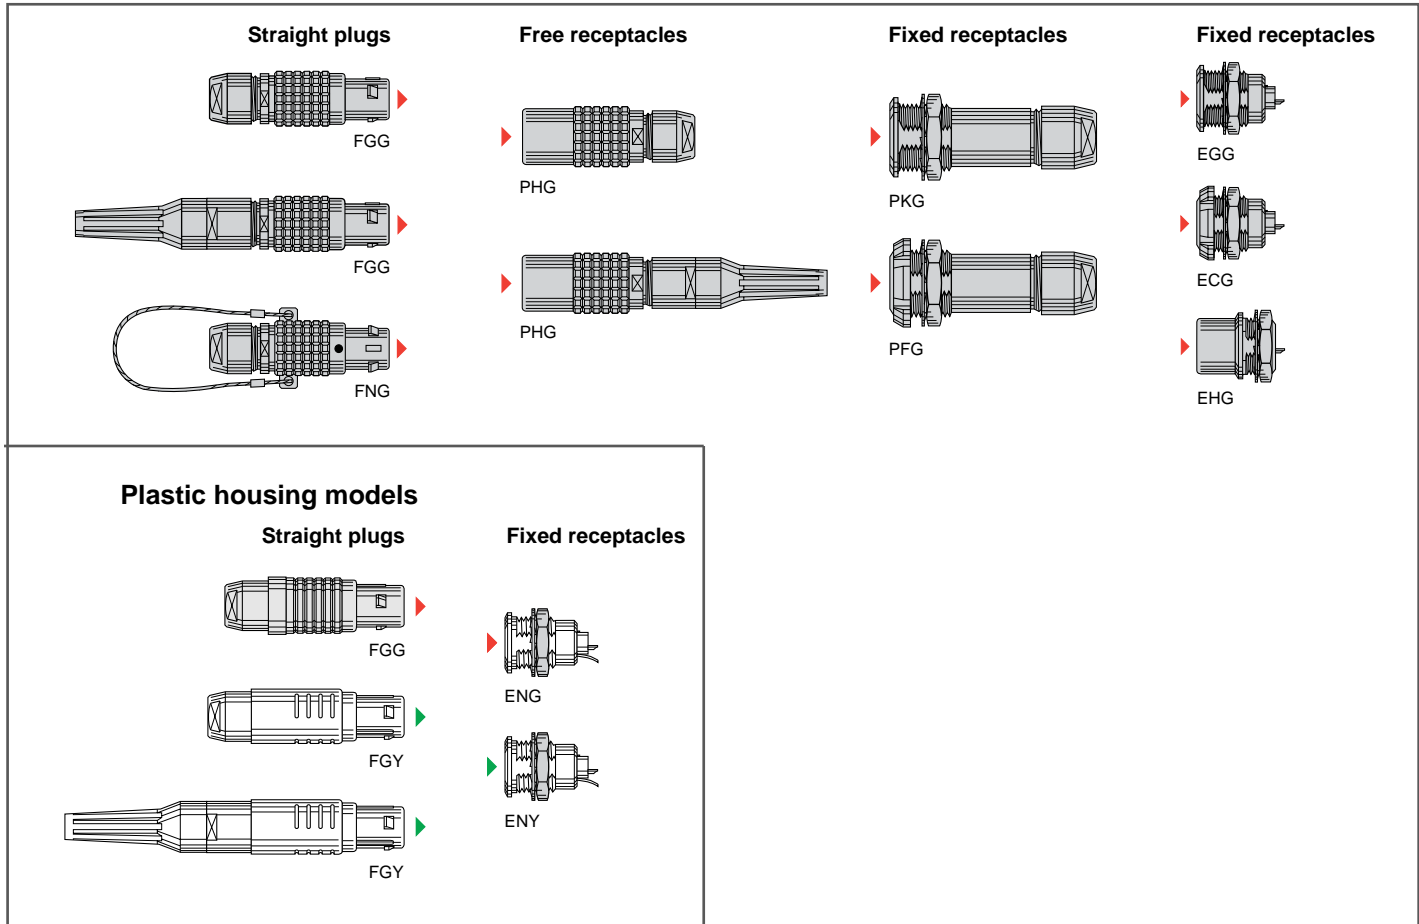 Straight plugs
FGG
FGG
FNG
Free receptacles
PHG
PHG
Fixed receptacles
PKG
PFG
Fixed receptacles
EGG
ECG
EHG
Plastic housing models
Straight plugs
FGG
FGY
FGY
Fixed receptacles
ENG
ENY